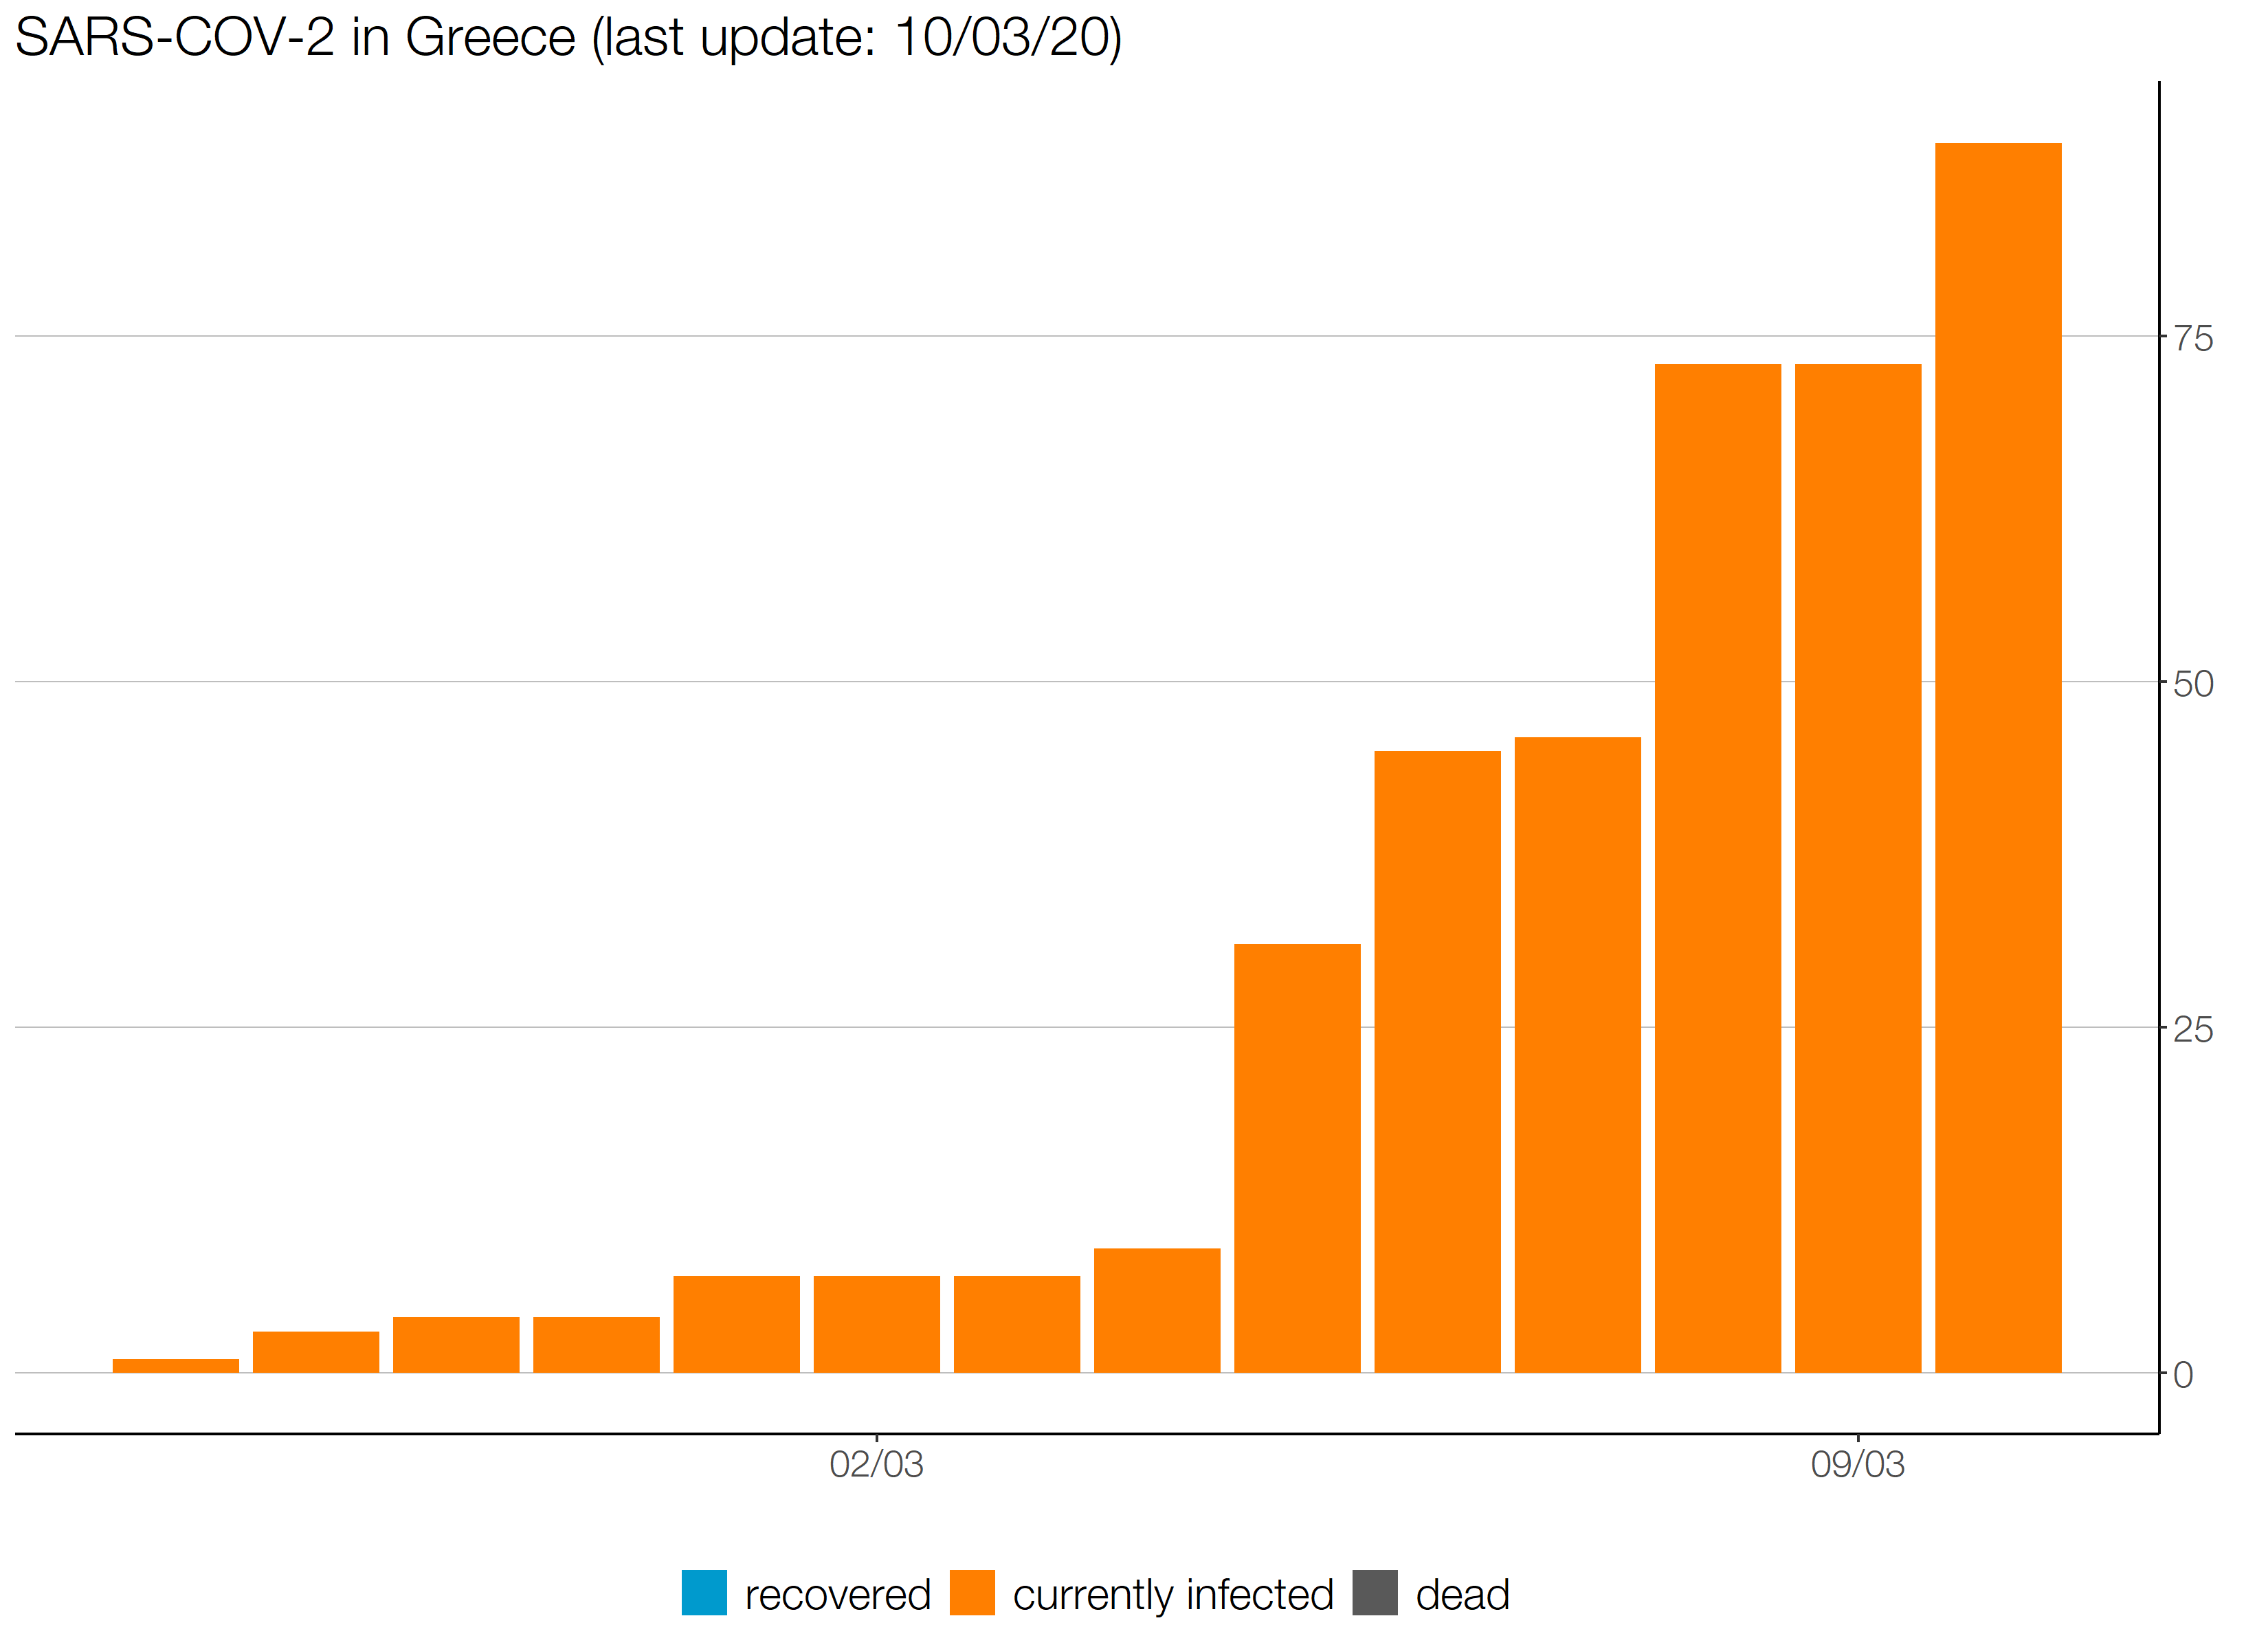 SARS-COV-2 in Greece (last update: 10/03/20)
75
50
25
0
02/03 09/03
recovered currently infected dead